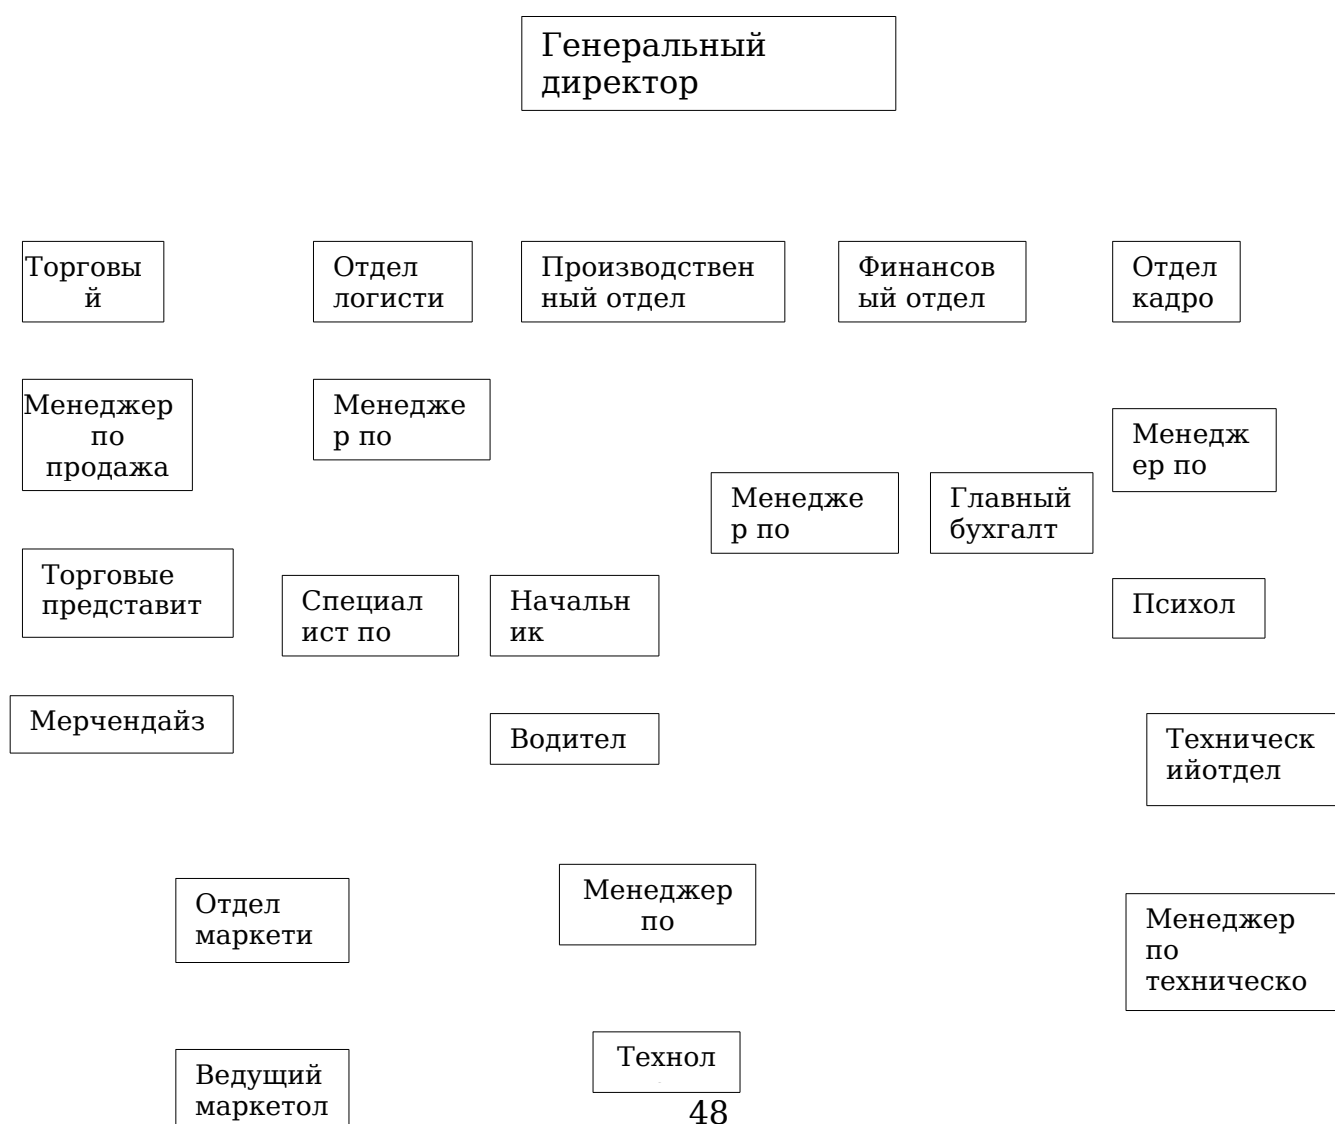 Генеральный
директор
Торговы
й
Отдел
логисти
Производствен
ный отдел
Финансов
ый отдел
Отдел
кадро
Менеджер
по
продажа
Менедже
р по
Менедж
ер по
Менедже
р по
Главный
бухгалт
Торговые
представит
Специал
ист по
Начальн
ик
Психол
Мерчендайз
Водител
Техническ
ийотдел
Отдел
маркети
Менеджер
по
Менеджер
по
техническо
Технол
Ведущий
маркетол
48